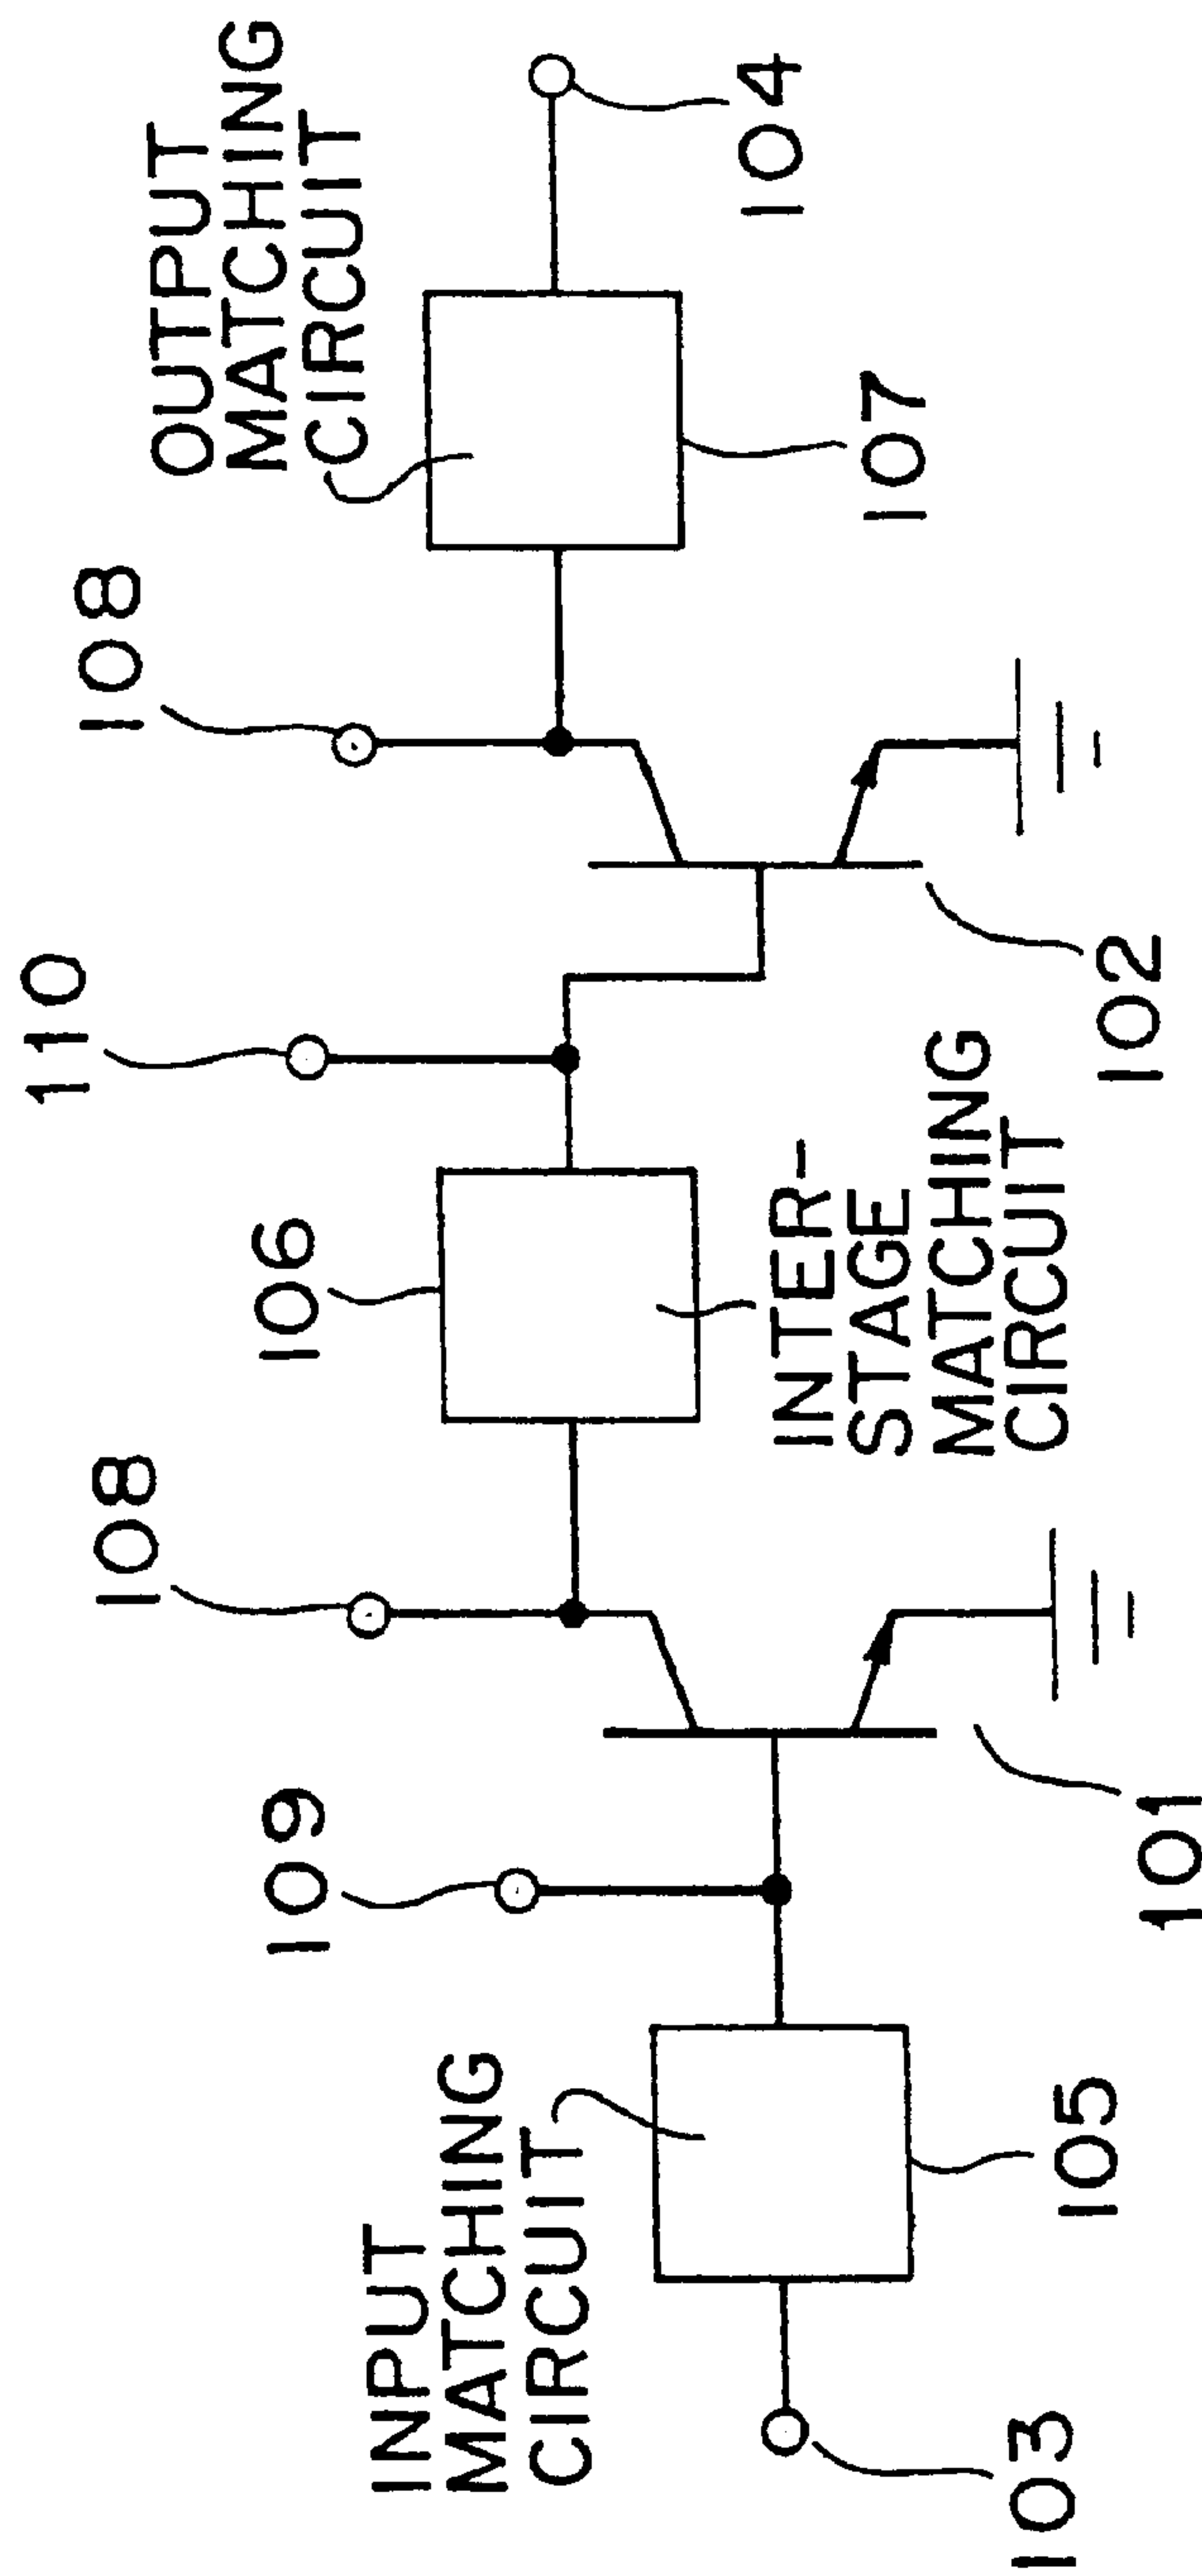 INPUT
MATCHING
CIRCUIT
103
105
109
101
108
106
INTER-
STAGE
MATCHING
CIRCUIT
110
102
108
OUTPUT
MATCHING
CIRCUIT
107
104